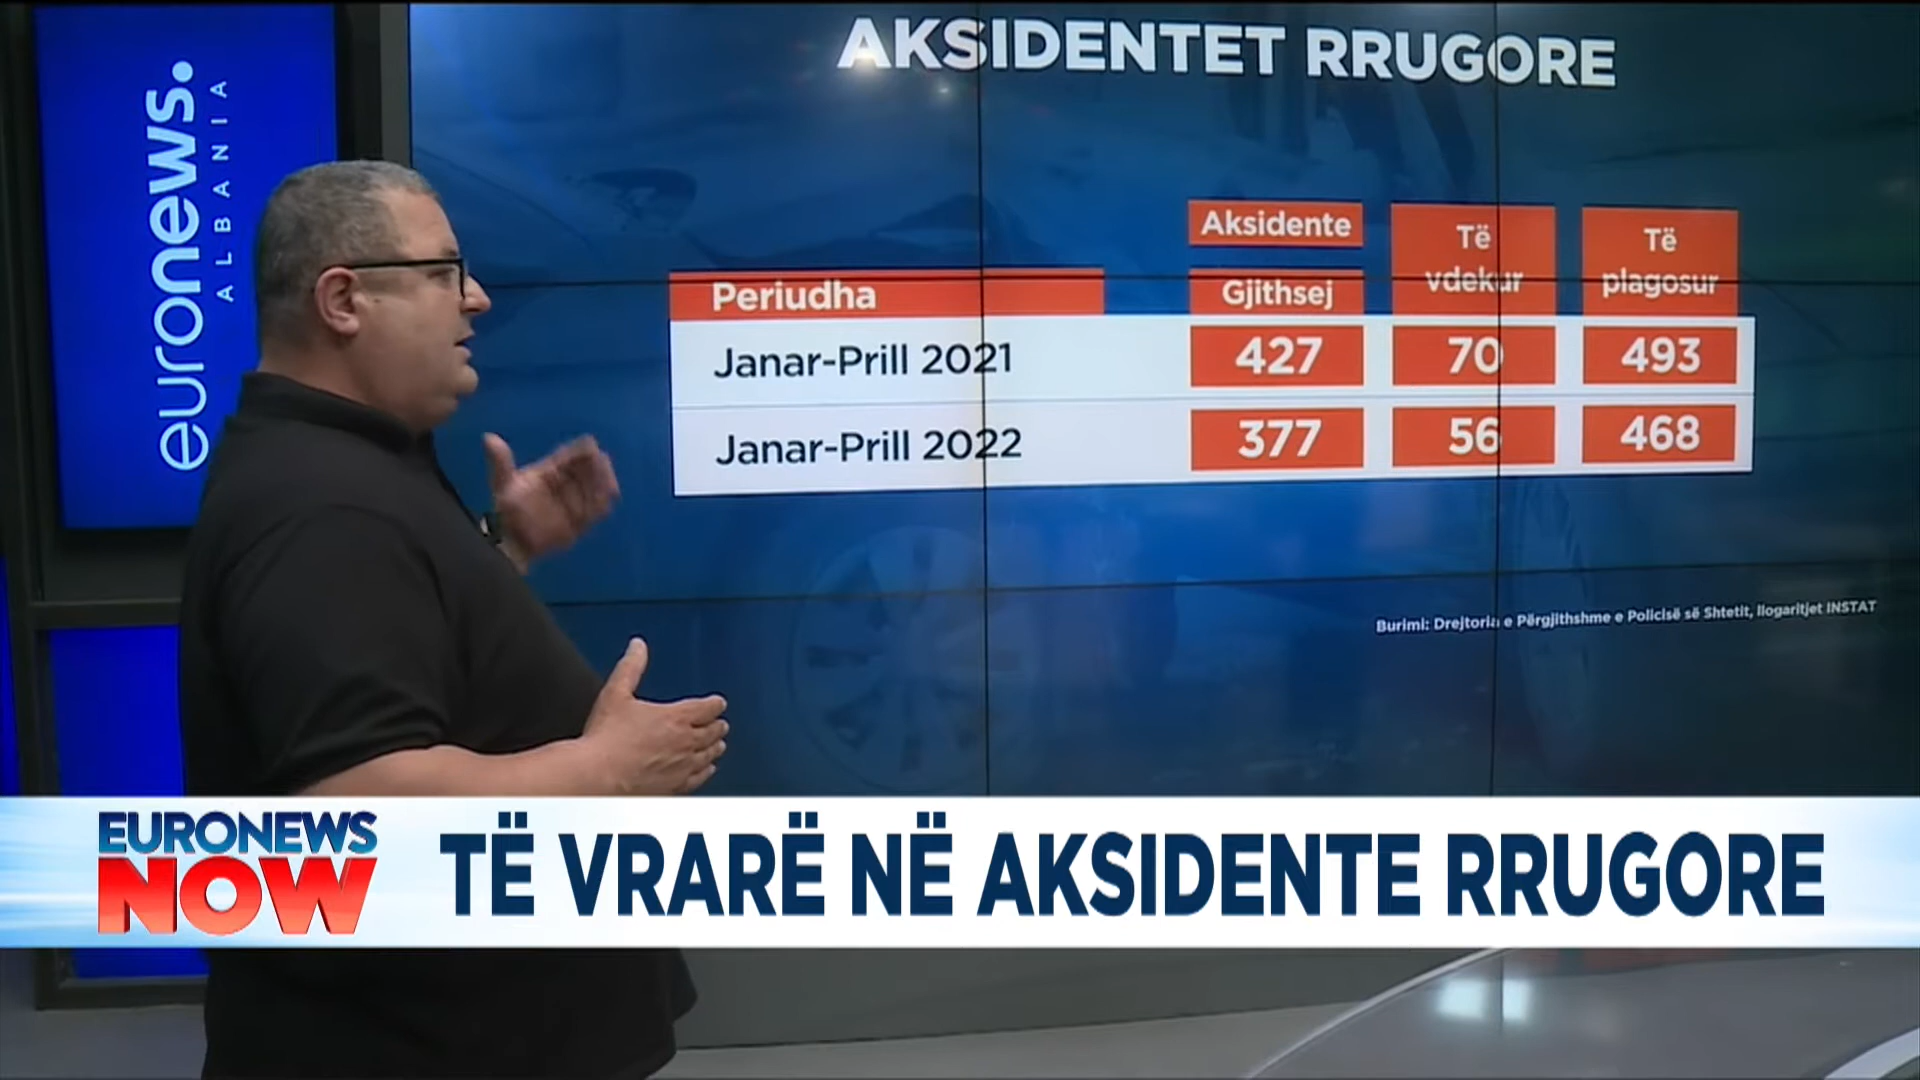 euronews.
ALBANIA
AKSIDENTET RRUGORE
Periudha
Aksidente
Gjithsej
Të
vdekur
Të
plagosur
Janar-Prill 2021 427 70 493
Janar-Prill 2022 377 56 468
Burimi: Drejtoria e Përgjithshme e Policisë së Shtetit, llogaritjet INSTAT
EURONEWS
NOW
TË VRARË NË AKSIDENTE RRUGORE